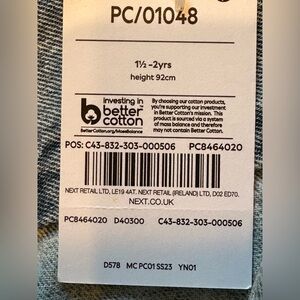 PC/01048
1½ -2yrs
height 92cm
investing in
better
cotton
BetterCotton.org/MassBalance
By choosing our cotton products,
you're supporting our investment
in Better Cotton's mission. This
product is sourced via a system
of mass balance and therefore
may not contain Better Cotton.
POS: C43-832-303-000506 PC8464020
NEXT RETAIL LTD, LE19 4AT. NEXT RETAIL (IRELAND) LTD, D02 ED70.
NEXT.CO.UK
PC8464020 D40300 C43-832-303-000506
D578 MC PC01 SS23 YN01